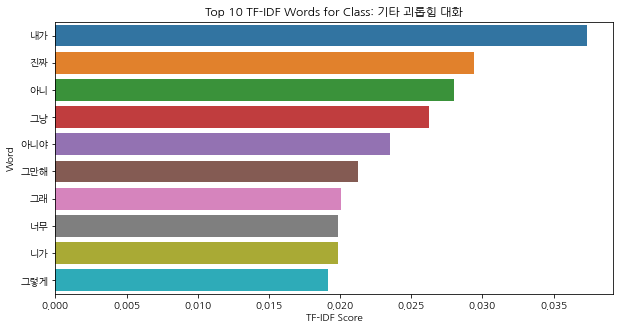 Top 10 TF-IDF Words for Class: 기타 괴롭힘 대화
Word
내가
진짜
아니
그냥
아니야
그만해
그래
너무
니가
그렇게
0,000 0,005 0,010 0,015 0,020 0,025 0,030 0,035
TF-IDF Score